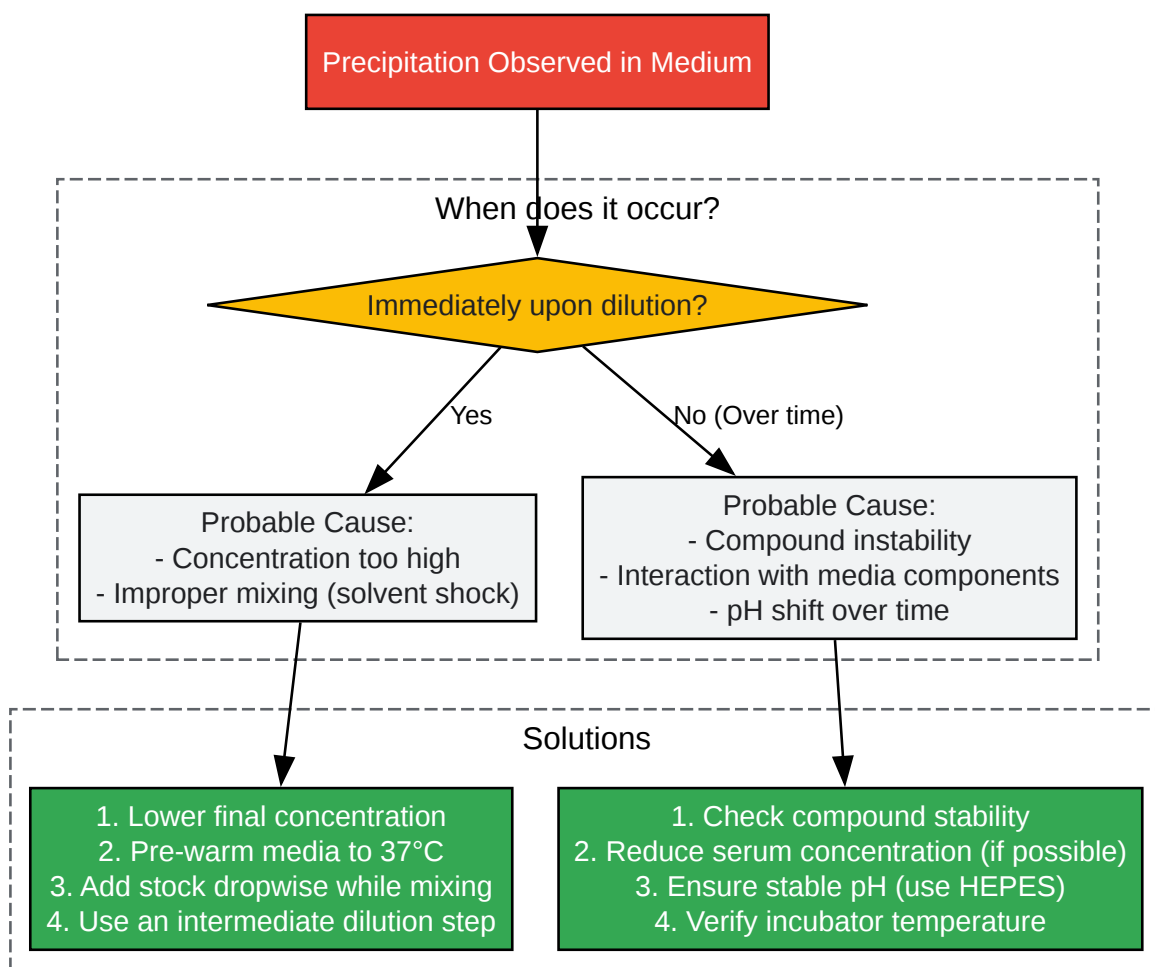 Precipitation Observed in Medium
When does it occur?
Immediately upon dilution?
Yes
No (Over time)
Probable Cause:
- Concentration too high
- Improper mixing (solvent shock)
Probable Cause:
- Compound instability
- Interaction with media components
- pH shift over time
Solutions
1. Lower final concentration
2. Pre-warm media to 37°C
3. Add stock dropwise while mixing
4. Use an intermediate dilution step
1. Check compound stability
2. Reduce serum concentration (if possible)
3. Ensure stable pH (use HEPES)
4. Verify incubator temperature